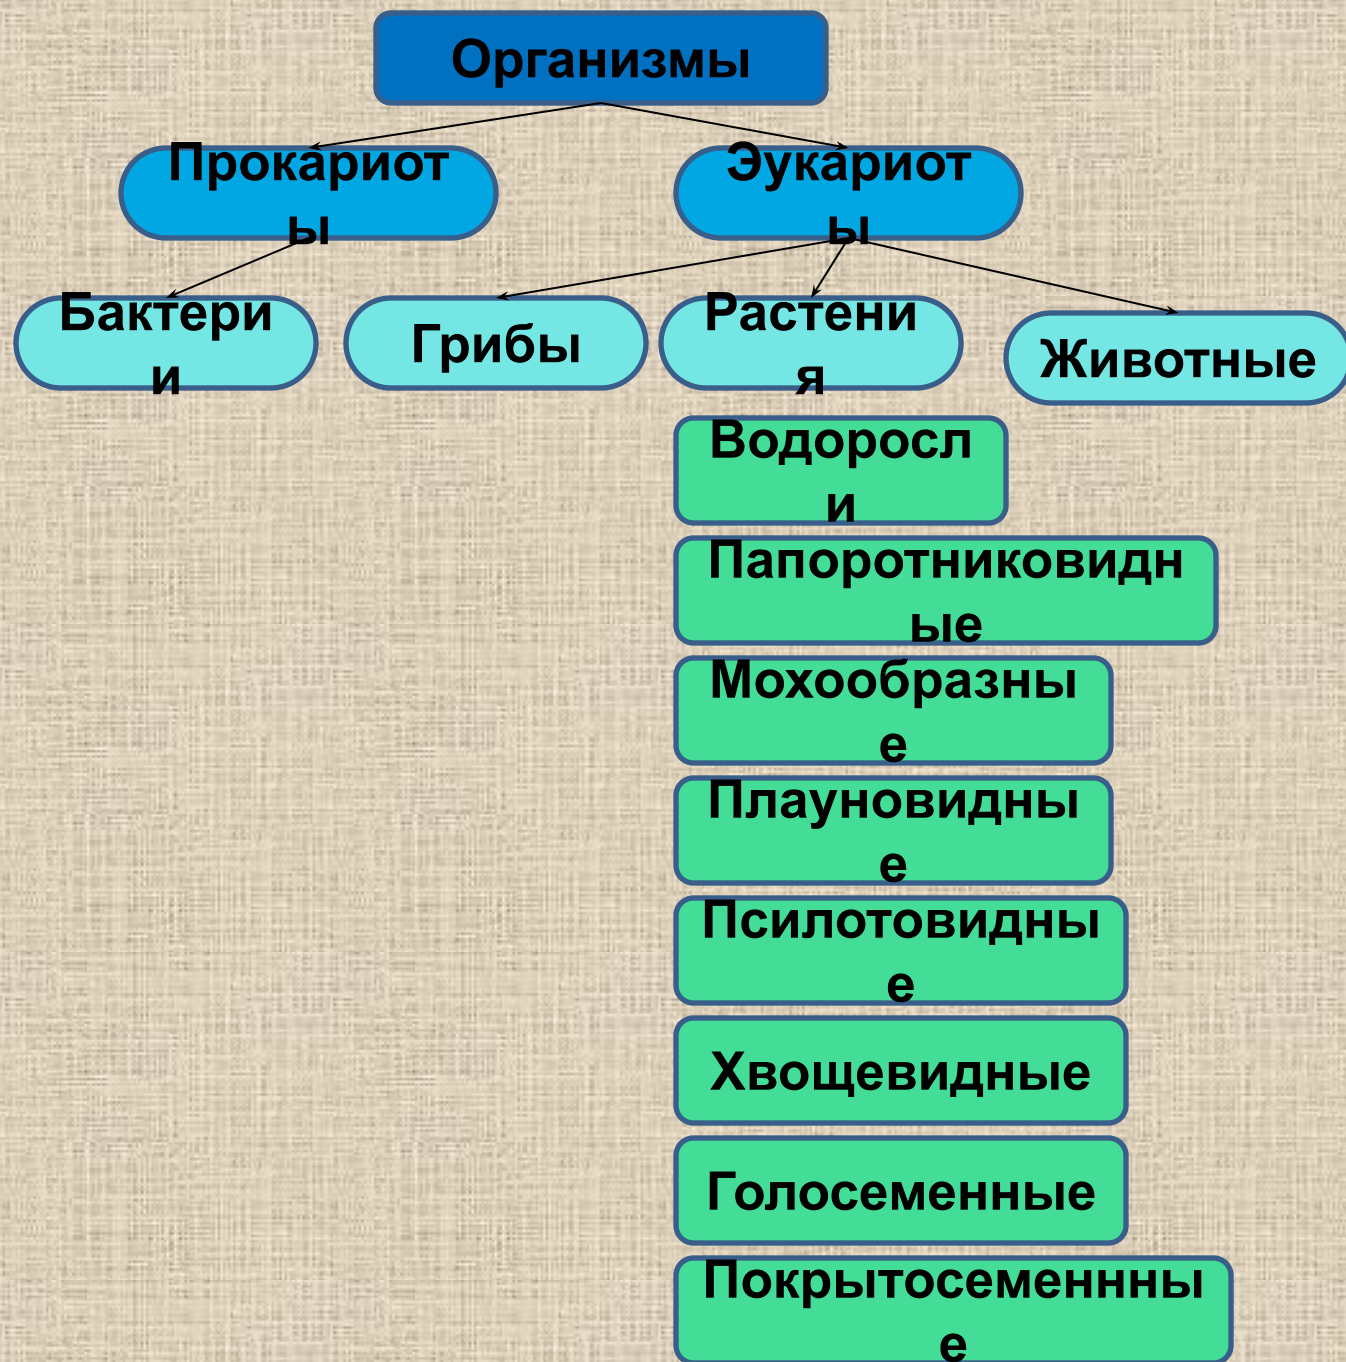 Организмы
Прокариот
ы
Эукариот
ы
Бактери
и
Грибы
Растени
я
Животные
Водоросл
и
Папоротниковидн
ые
Мохообразны
е
Плауновидны
е
Псилотовидны
е
Хвощевидные
Голосеменные
Покрытосеменнны
е